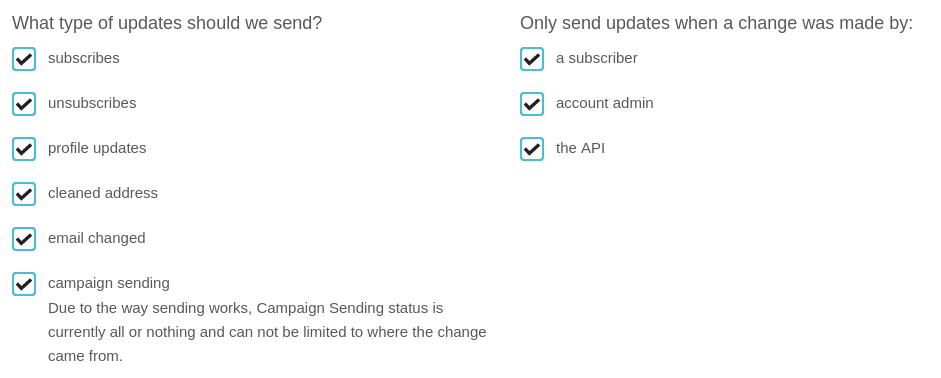 What type of updates should we send?
subscribes
unsubscribes
profile updates
cleaned address
email changed
campaign sending
Due to the way sending works, Campaign Sending status is
currently all or nothing and can not be limited to where the change
came from.
Only send updates when a change was made by:
a subscriber
account admin
the API